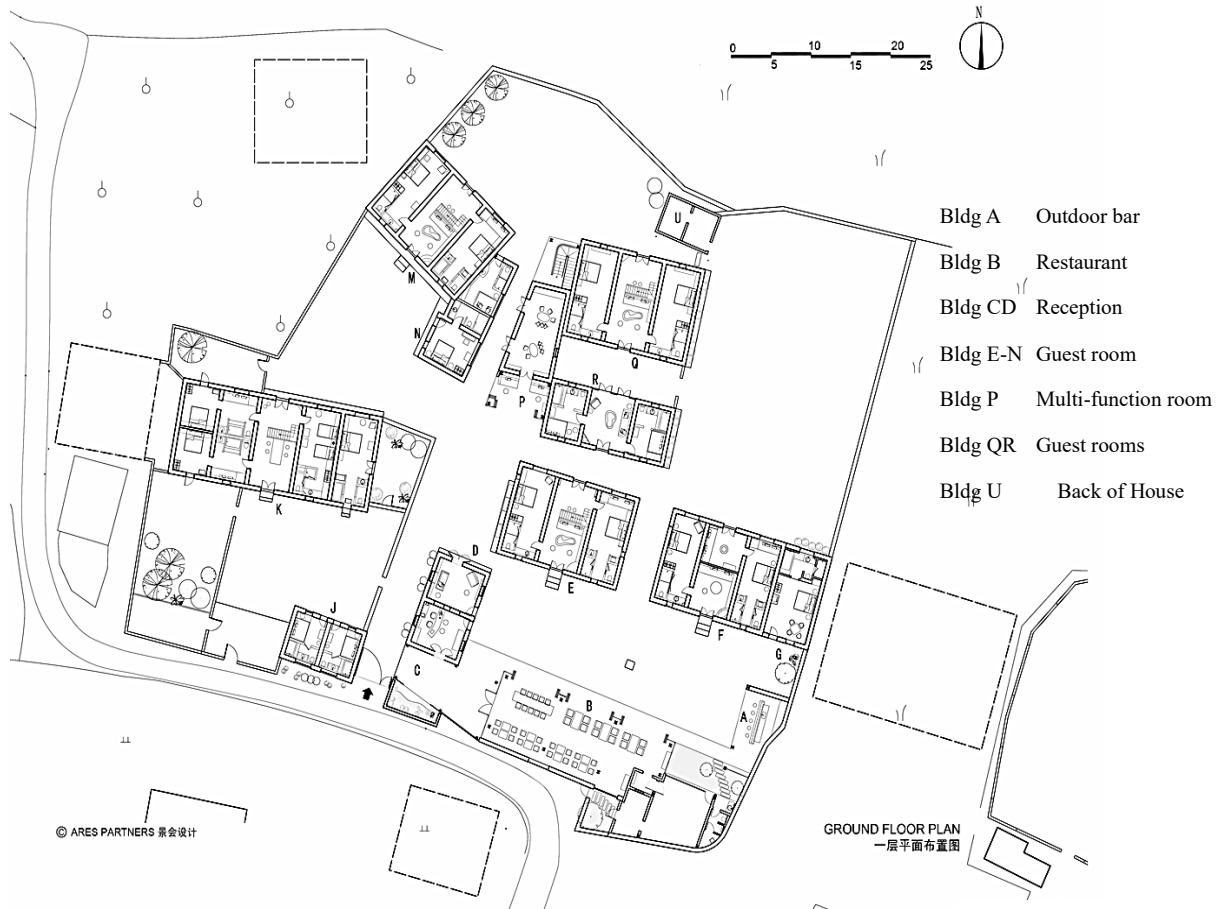 N
0 10 20
5 15 25
Bldg A Outdoor bar
Bldg B Restaurant
Bldg CD Reception
Bldg E-N Guest room
Bldg P Multi-function room
Bldg QR Guest rooms
Bldg U Back of House
U
M
N
Q
R
P
K
D
E
J
F
C
G
B
A
© ARES PARTNERS 景会设计
GROUND FLOOR PLAN
一层平面布置图